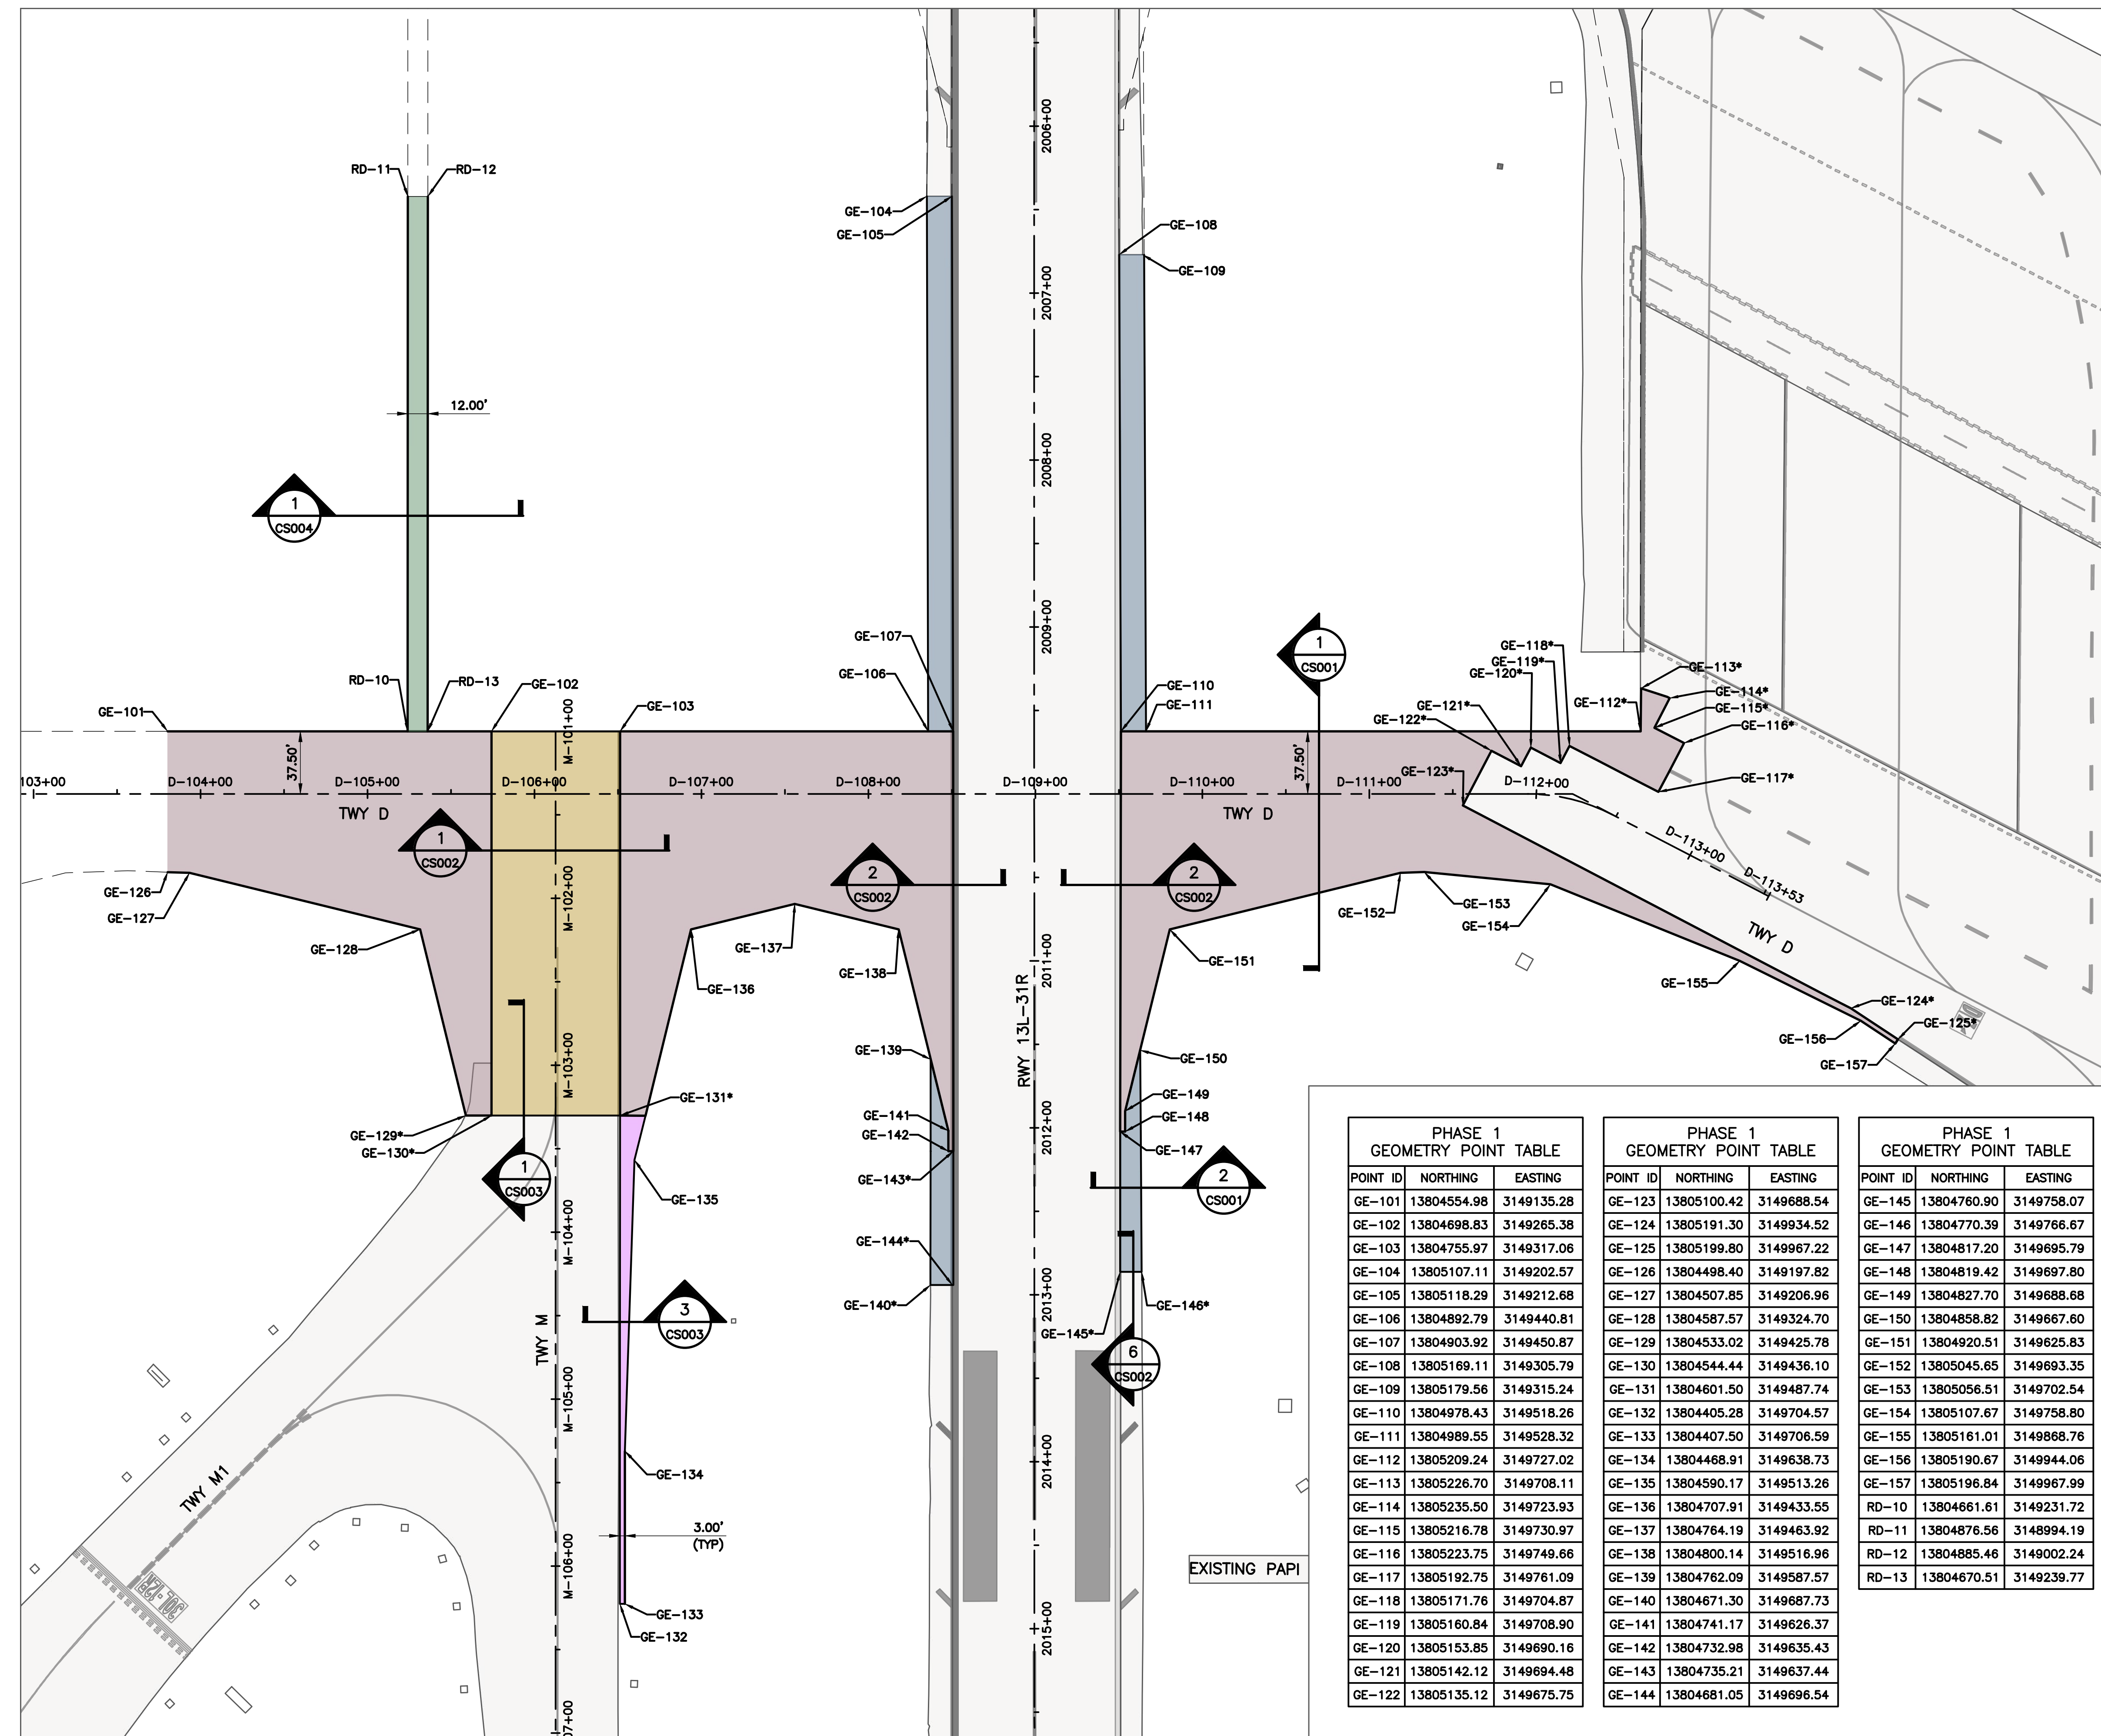 RD-11
RD-12
GE-104
GE-105
GE-108
GE-109
2006+00
2007+00
2008+00
2009+00
12.00'
1
CS004
RD-10
RD-13
GE-102
GE-101
GE-103
GE-107
GE-106
GE-110
GE-111
1
CS001
GE-118*
GE-119*
GE-120*
GE-121*
GE-122*
GE-123*
GE-112*
GE-113*
GE-114*
GE-115*
GE-116*
GE-117*
37.50'
37.50'
M-101+00
103+00
D-104+00
D-105+00
D-106+00
D-107+00
D-108+00
D-109+00
D-110+00
D-111+00
D-112+00
D-113+00
D-113+53
TWY D
TWY D
TWY D
1
CS002
2
CS002
2
CS002
GE-126
GE-127
GE-128
M-102+00
GE-136
GE-137
GE-138
GE-151
GE-152
GE-153
GE-154
GE-155
GE-124*
GE-125*
GE-156
GE-157
2011+00
RWY 13L-31R
M-103+00
GE-139
GE-150
GE-131*
GE-129*
GE-130*
GE-141
GE-142
GE-143*
GE-149
GE-148
GE-147
2012+00
1
CS003
2
CS001
GE-135
M-104+00
GE-144*
GE-140*
GE-145*
GE-146*
2013+00
3
CS003
6
CS002
TWY M
M-105+00
TWY M1
GE-134
2014+00
3.00'
(TYP)
M-106+00
EXISTING PAPI
GE-133
GE-132
2015+00
07+00
PHASE 1
GEOMETRY POINT TABLE
POINT ID NORTHING EASTING
GE-101 13804554.98 3149135.28
GE-102 13804698.83 3149265.38
GE-103 13804755.97 3149317.06
GE-104 13805107.11 3149202.57
GE-105 13805118.29 3149212.68
GE-106 13804892.79 3149440.81
GE-107 13804903.92 3149450.87
GE-108 13805169.11 3149305.79
GE-109 13805179.56 3149315.24
GE-110 13804978.43 3149518.26
GE-111 13804989.55 3149528.32
GE-112 13805209.24 3149727.02
GE-113 13805226.70 3149708.11
GE-114 13805235.50 3149723.93
GE-115 13805216.78 3149730.97
GE-116 13805223.75 3149749.66
GE-117 13805192.75 3149761.09
GE-118 13805171.76 3149704.87
GE-119 13805160.84 3149708.90
GE-120 13805153.85 3149690.16
GE-121 13805142.12 3149694.48
GE-122 13805135.12 3149675.75
PHASE 1
GEOMETRY POINT TABLE
POINT ID NORTHING EASTING
GE-123 13805100.42 3149688.54
GE-124 13805191.30 3149934.52
GE-125 13805199.80 3149967.22
GE-126 13804498.40 3149197.82
GE-127 13804507.85 3149206.96
GE-128 13804587.57 3149324.70
GE-129 13804533.02 3149425.78
GE-130 13804544.44 3149436.10
GE-131 13804601.50 3149487.74
GE-132 13804405.28 3149704.57
GE-133 13804407.50 3149706.59
GE-134 13804468.91 3149638.73
GE-135 13804590.17 3149513.26
GE-136 13804707.91 3149433.55
GE-137 13804764.19 3149463.92
GE-138 13804800.14 3149516.96
GE-139 13804762.09 3149587.57
GE-140 13804671.30 3149687.73
GE-141 13804741.17 3149626.37
GE-142 13804732.98 3149635.43
GE-143 13804735.21 3149637.44
GE-144 13804681.05 3149696.54
PHASE 1
GEOMETRY POINT TABLE
POINT ID NORTHING EASTING
GE-145 13804760.90 3149758.07
GE-146 13804770.39 3149766.67
GE-147 13804817.20 3149695.79
GE-148 13804819.42 3149697.80
GE-149 13804827.70 3149688.68
GE-150 13804858.82 3149667.60
GE-151 13804920.51 3149625.83
GE-152 13805045.65 3149693.35
GE-153 13805056.51 3149702.54
GE-154 13805107.67 3149758.80
GE-155 13805161.01 3149868.76
GE-156 13805190.67 3149944.06
GE-157 13805196.84 3149967.99
RD-10 13804661.61 3149231.72
RD-11 13804876.56 3148994.19
RD-12 13804885.46 3149002.24
RD-13 13804670.51 3149239.77